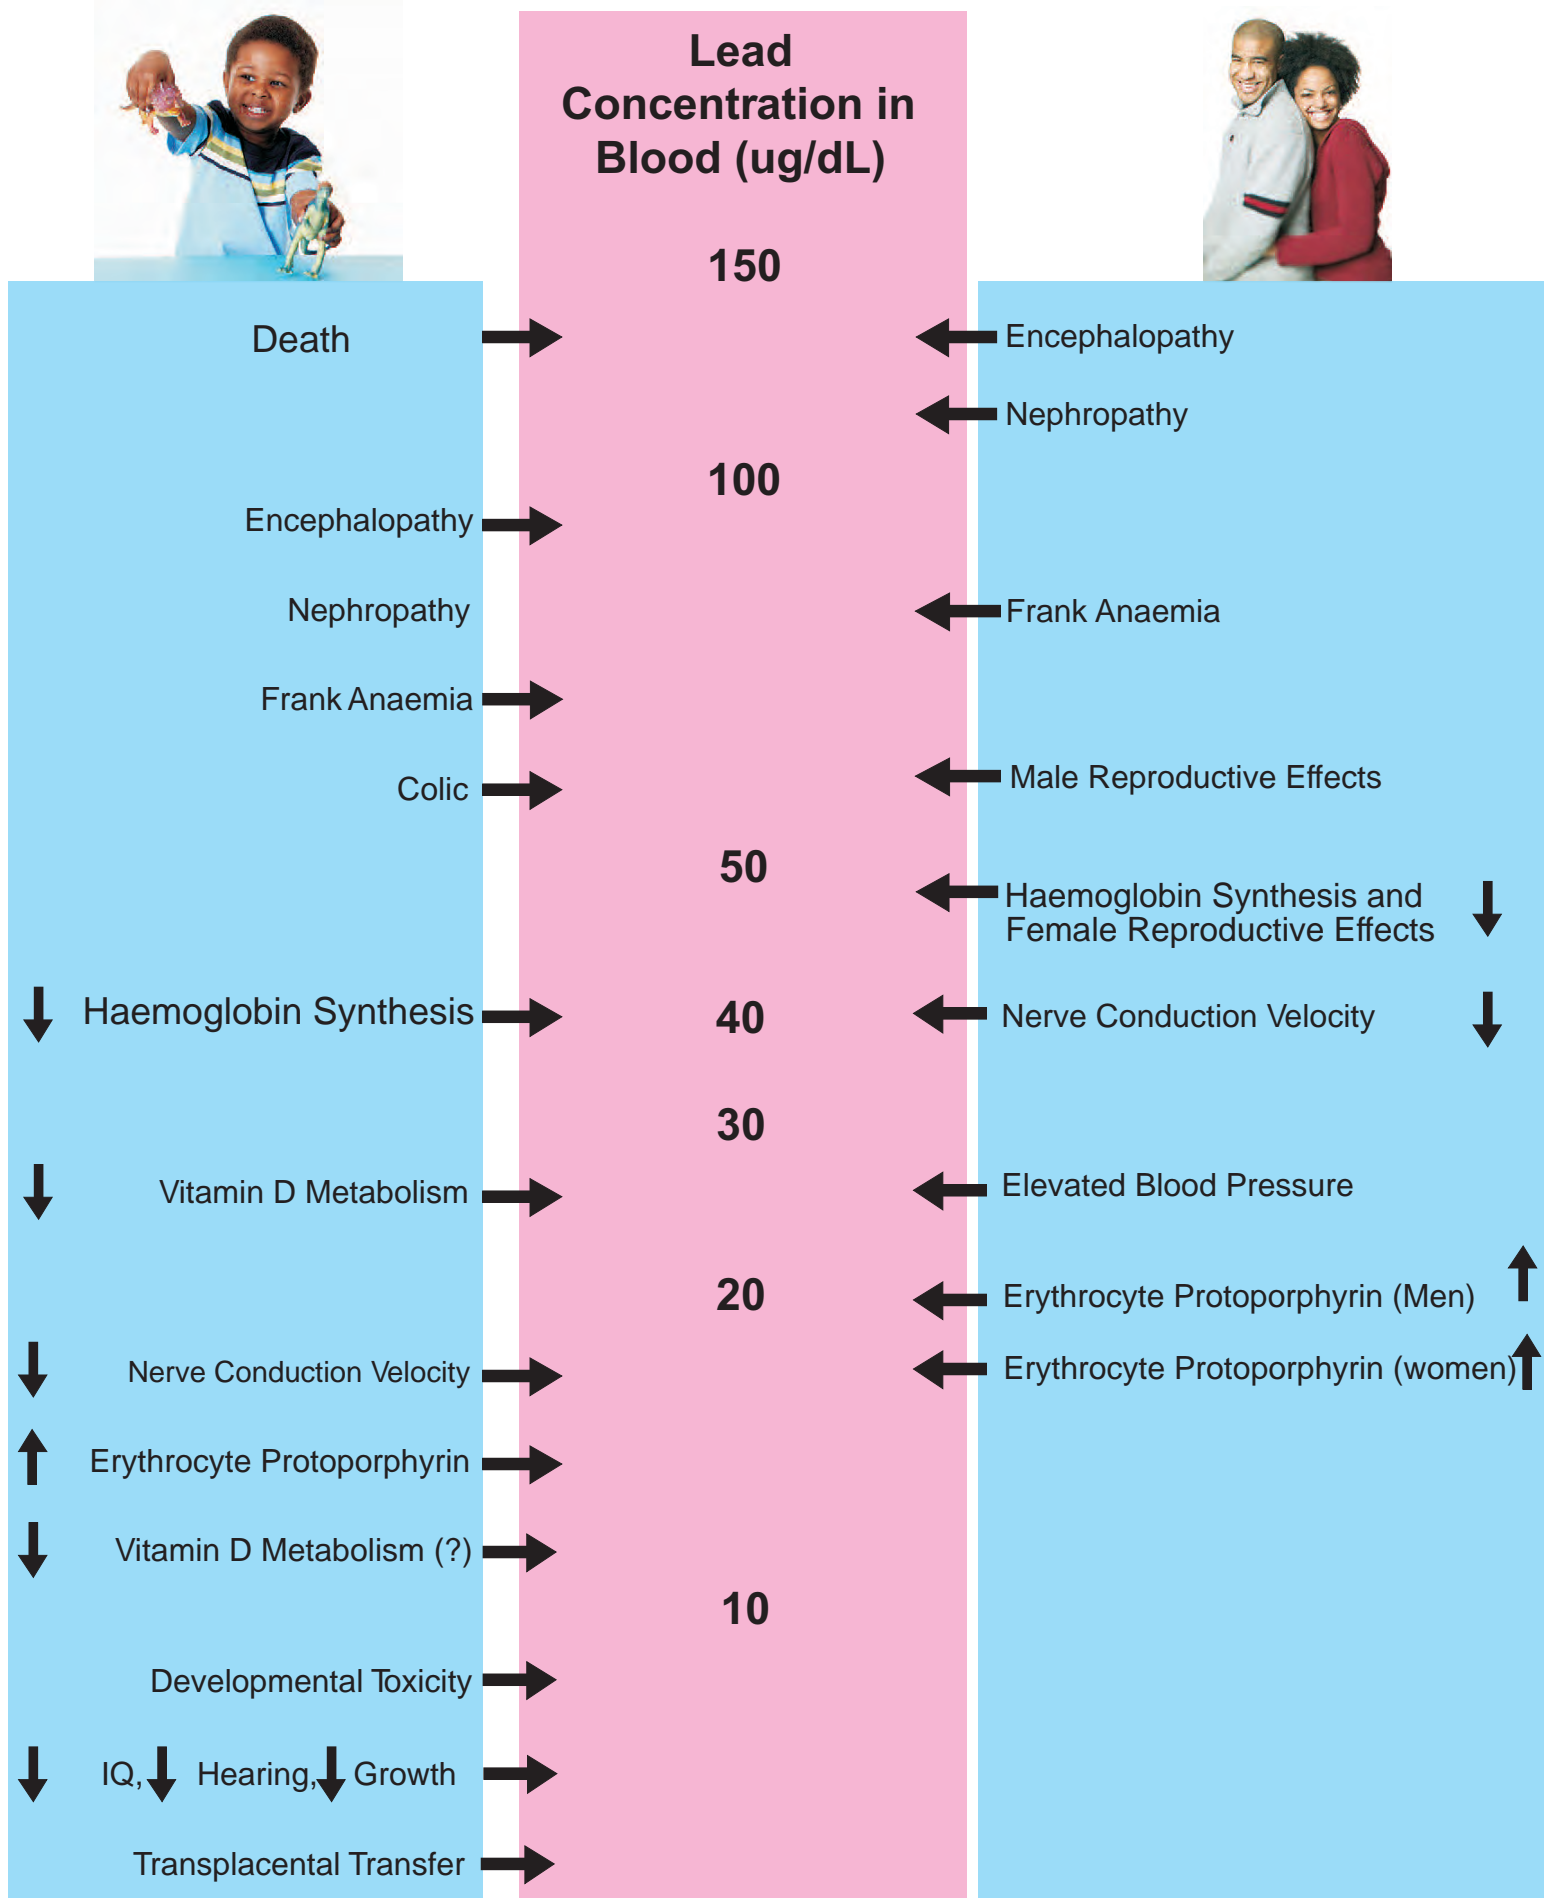 Lead
Concentration in
Blood (ug/dL)
150
Death
Encephalopathy
Nephropathy
100
Encephalopathy
Nephropathy
Frank Anaemia
Frank Anaemia
Colic
Male Reproductive Effects
50
Haemoglobin Synthesis and
Female Reproductive Effects
Haemoglobin Synthesis
40
Nerve Conduction Velocity
30
Vitamin D Metabolism
Elevated Blood Pressure
20
Erythrocyte Protoporphyrin (Men)
Nerve Conduction Velocity
Erythrocyte Protoporphyrin (women)
Erythrocyte Protoporphyrin
Vitamin D Metabolism (?)
10
Developmental Toxicity
IQ, Hearing, Growth
Transplacental Transfer